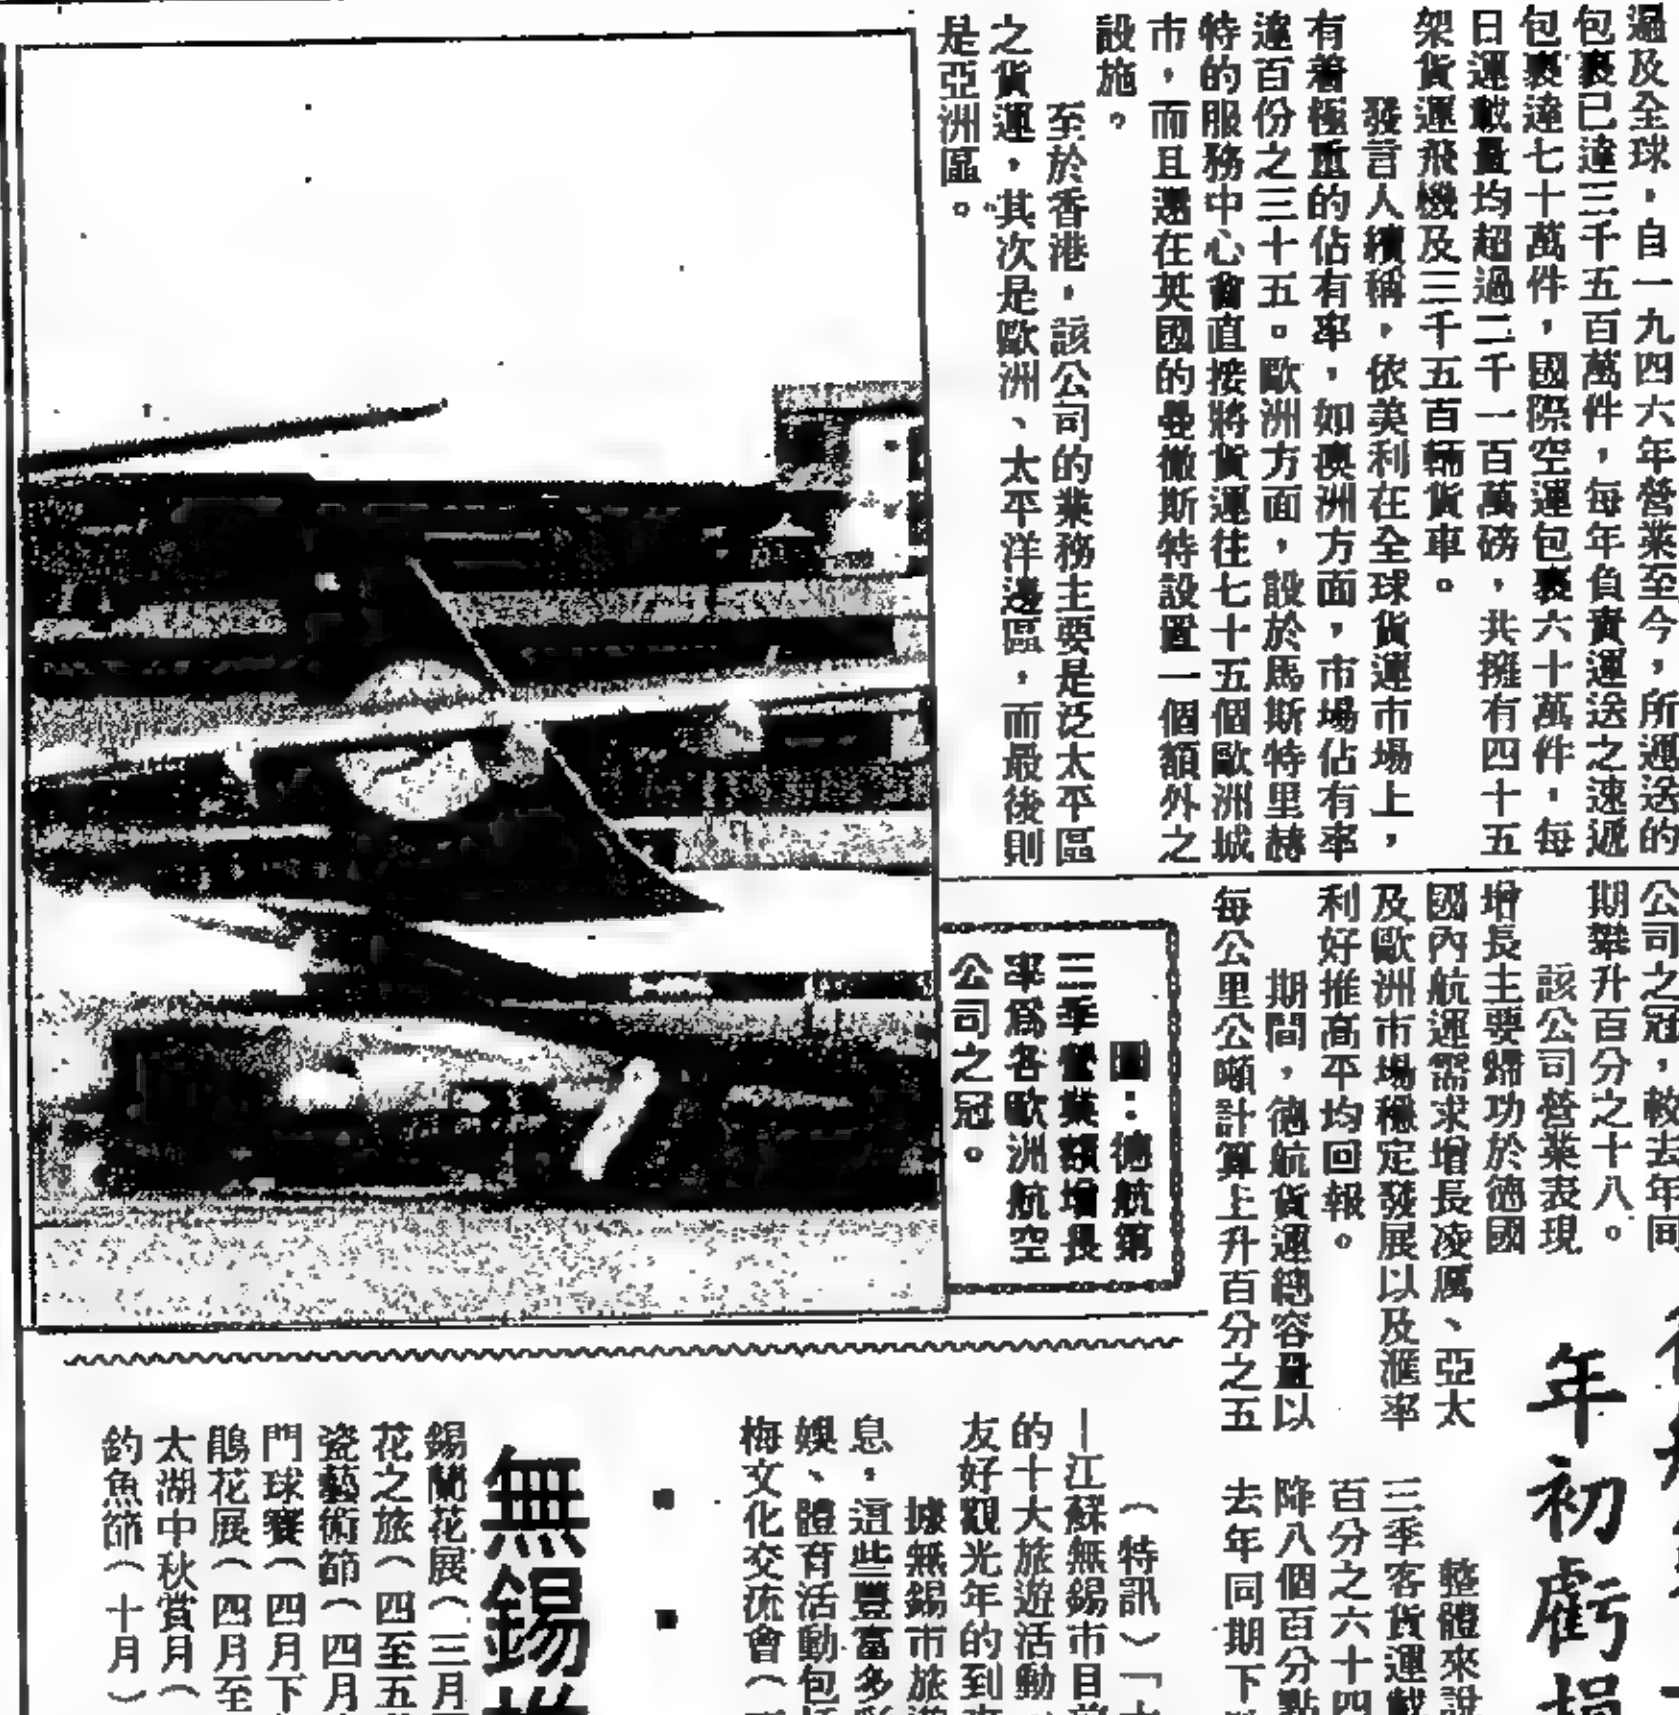 遍及全球，自一九四六年營業至今，所運送的
包裹已達三千五百萬件，每年負責運送之速遞
包裹達七十萬件，國際空運包裹六十萬件，每
日運載量均超過二千一百萬磅，共擁有四十五
架貨運飛機及三千五百輛貨車。
發言人續稱，依美利在全球貨運市場上，
有着極重的佔有率，如澳洲方面，市場佔有率
達百份之三十五。歐洲方面，設於馬斯特里赫
特的服務中心會直接將貨運往七十五個歐洲城
市，而且還在英國的曼徹斯特設置一個額外之
設施。
至於香港，該公司的業務主要是泛太平區
之貨運，其次是歐洲、太平洋邊區，而最後則
是亞洲區。
公司之冠，較去年同
期攀升百分之十八。
該公司營業表現
增長主要歸功於德國
國內航運需求增長凌厲、亞太
及歐洲市場穩定發展以及滙率
利好推高平均回報。
期間，德航貨運總容量以
每公里公噸計算上升百分之五
圖：德航第
三季營業額增長
率為各歐洲航空
公司之冠。
年初虧損
整體來說
三季客貨運載
百分之六十四
降八個百分點
去年同期下
（特訊）「
—江蘇無錫市目前
的十大旅遊活動
友好觀光年的到來
據無錫市旅遊
息，這些豐富多彩
娛、體育活動包括
梅文化交流會（
無錫推
錫蘭花展（三月
花之旅（四至五
瓷藝術節（四月
門球賽（四月下
鵑花展（四月至
太湖中秋賞月（
釣魚節（十月）